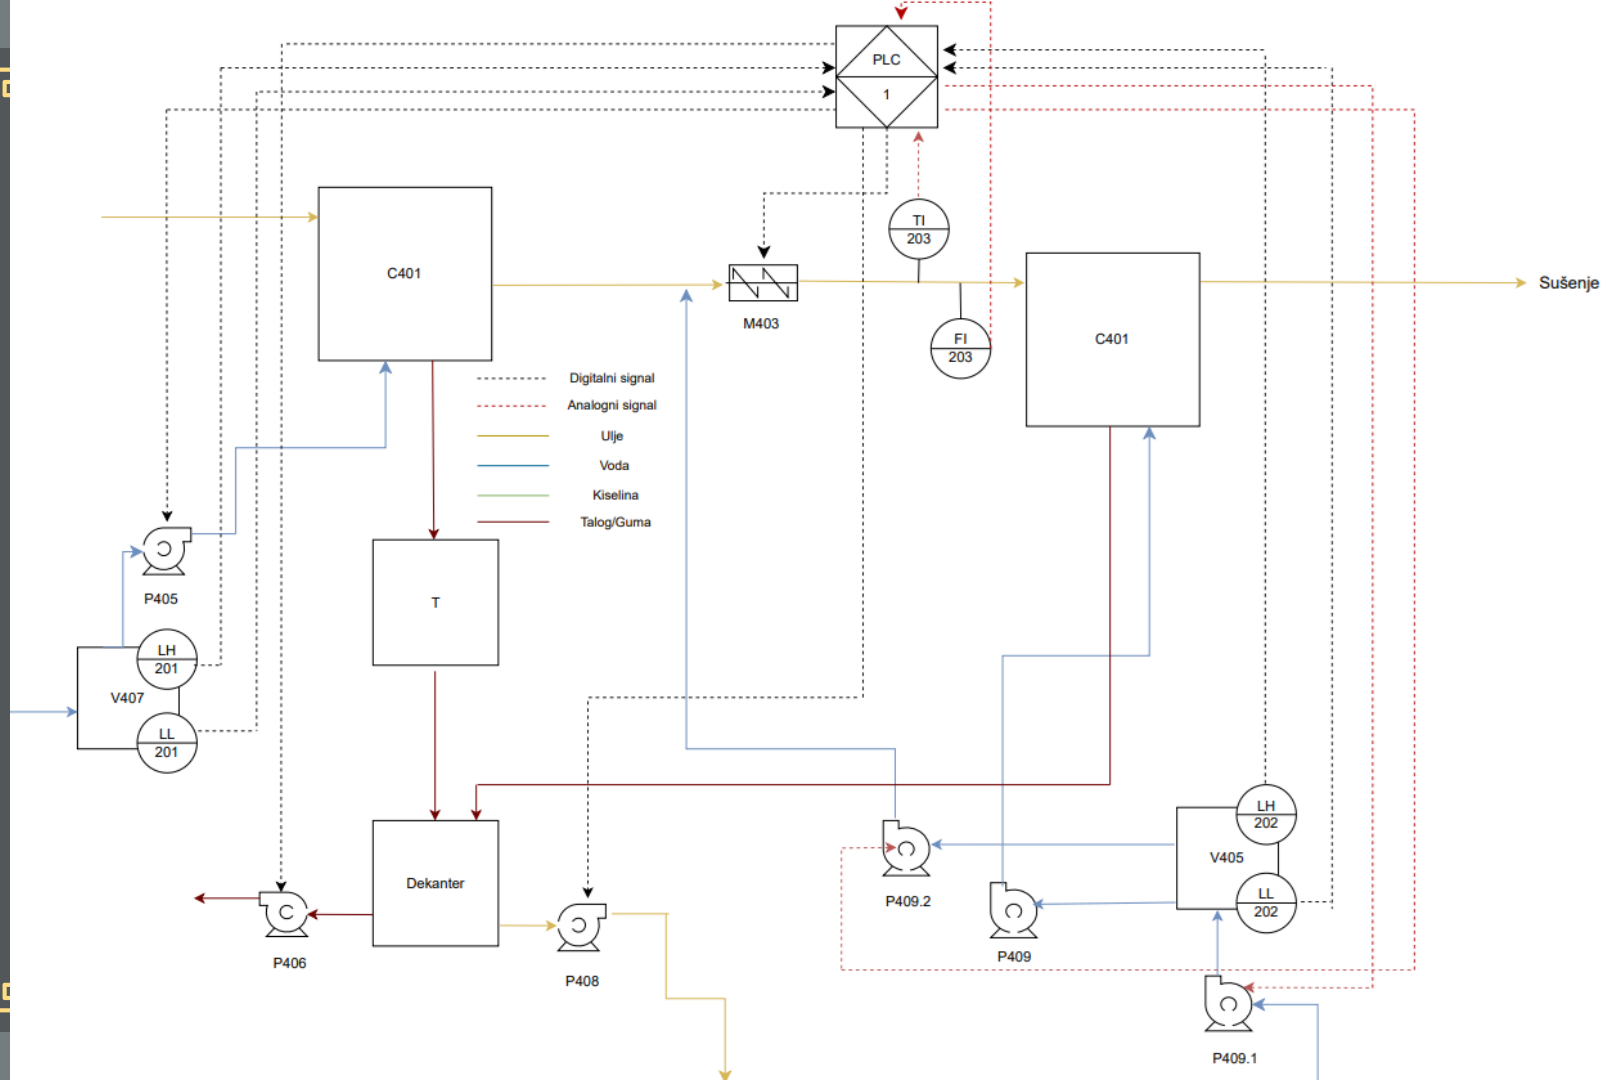 PLC
1
TI
203
C401
Sušenje
M403
FI
203
C401
Digitalni signal
Analogni signal
Ulje
Voda
Kiselina
Talog/Guma
P405
T
LH
201
V407
LL
201
LH
202
V405
LL
202
Dekanter
P409.2
P409
P406
P408
P409.1